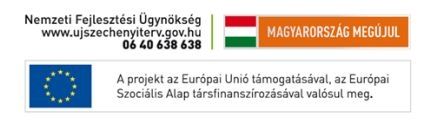 Nemzeti Fejlesztési Ügynökség
www.ujszechenyiterv.gov.hu
06 40 638 638
MAGYARORSZÁG MEGÚJUL
A projekt az Európai Unió támogatásával, az Európai
Szociális Alap társfinanszírozásával valósul meg.